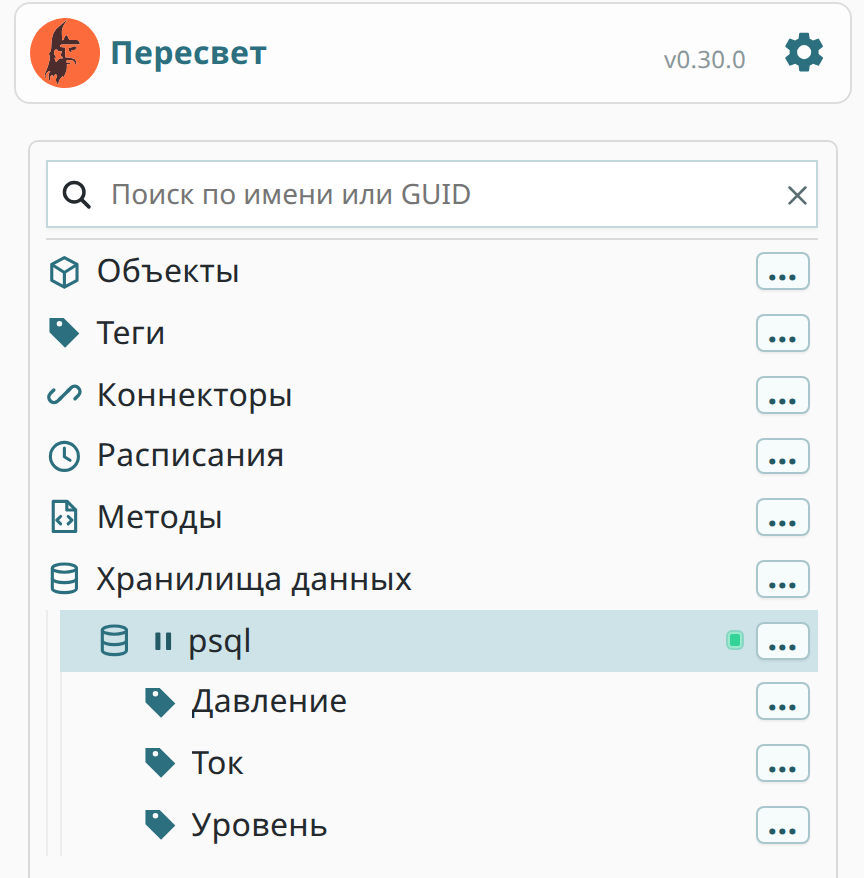 Пересвет v0.30.0
Поиск по имени или GUID
Объекты ...
Теги ...
Коннекторы ...
Расписания ...
Методы ...
Хранилища данных ...
psql ...
Давление ...
Ток ...
Уровень ...